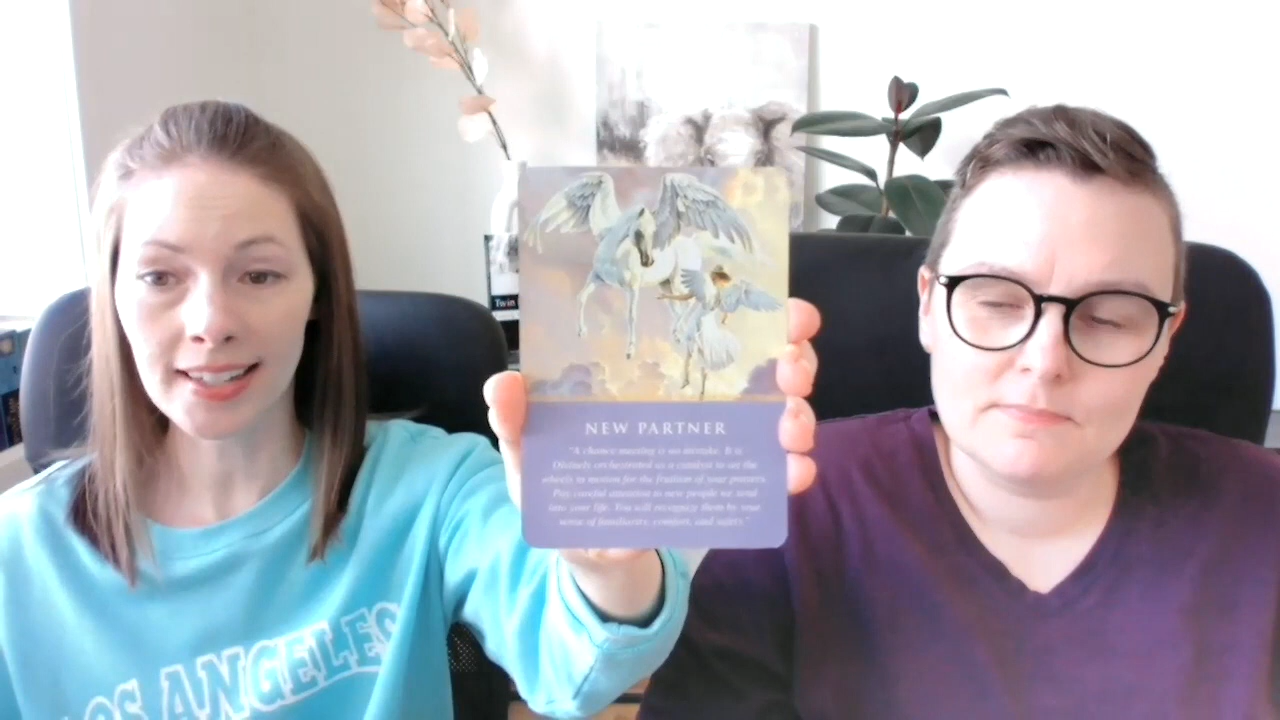 Twin
NEW PARTNER
"A chance meeting is no mistake. It is
Divinely orchestrated as a catalyst to set the
wheels in motion for the fruition of your prayers.
Pay careful attention to new people we send
into your life. You will recognize them by your
sense of familiarity, comfort, and safety."
LOS ANGELES